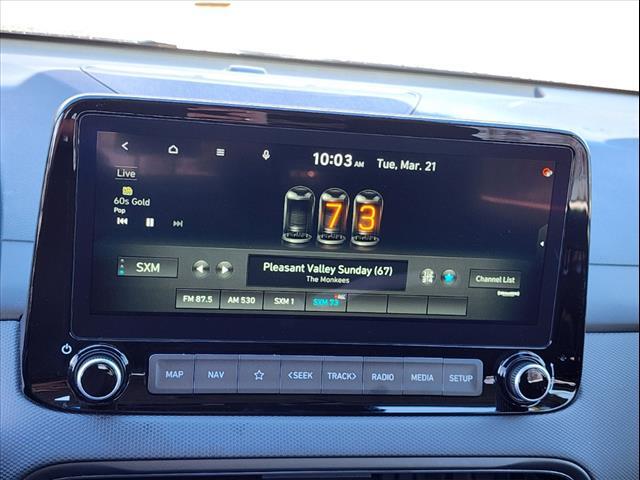 10:03 AM Tue, Mar. 21
Live
60s Gold
Pop
73
SXM
Pleasant Valley Sunday (67)
The Monkees
Channel List
FM 87.5 AM 530 SXM 1 SXM 73
MAP NAV <SEEK TRACK> RADIO MEDIA SETUP